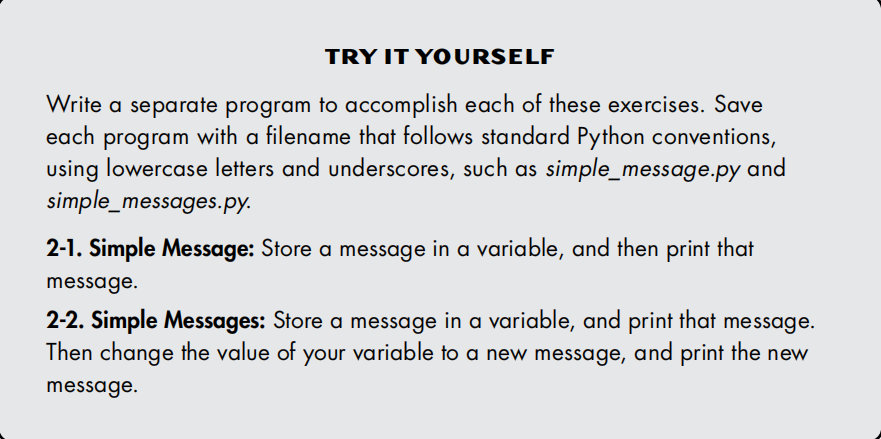 TRY IT YOURSELF
Write a separate program to accomplish each of these exercises. Save
each program with a filename that follows standard Python conventions,
using lowercase letters and underscores, such as simple_message.py and
simple_messages.py.
2-1. Simple Message: Store a message in a variable, and then print that
message.
2-2. Simple Messages: Store a message in a variable, and print that message.
Then change the value of your variable to a new message, and print the new
message.